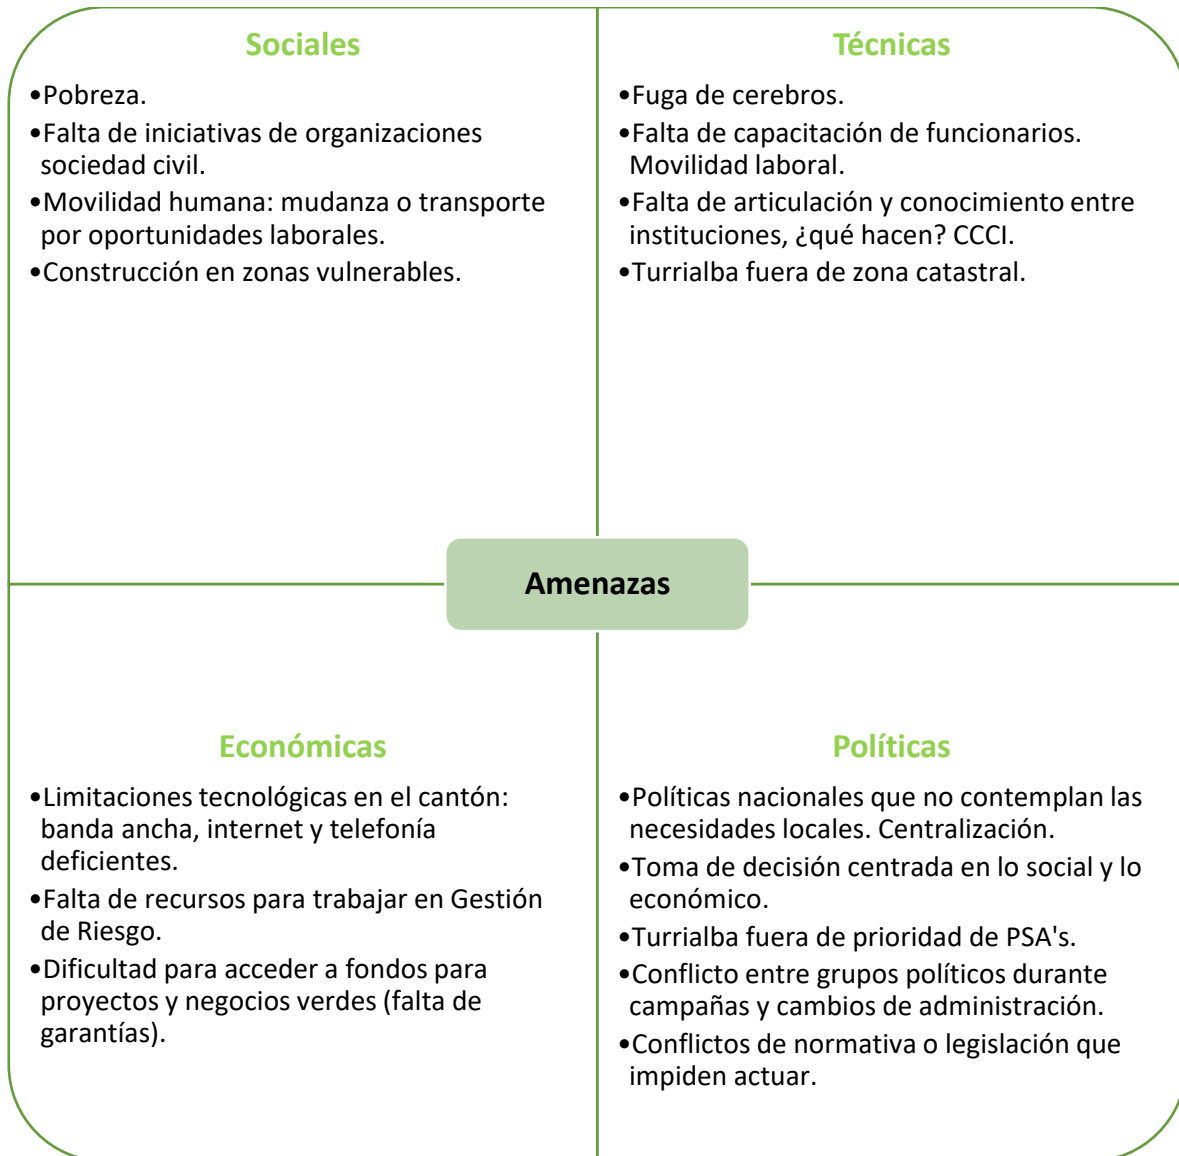 Sociales
•Pobreza.
•Falta de iniciativas de organizaciones
sociedad civil.
•Movilidad humana: mudanza o transporte
por oportunidades laborales.
•Construcción en zonas vulnerables.
Técnicas
•Fuga de cerebros.
•Falta de capacitación de funcionarios.
Movilidad laboral.
•Falta de articulación y conocimiento entre
instituciones, ¿qué hacen? CCCI.
•Turrialba fuera de zona catastral.
Amenazas
Económicas
•Limitaciones tecnológicas en el cantón:
banda ancha, internet y telefonía
deficientes.
•Falta de recursos para trabajar en Gestión
de Riesgo.
•Dificultad para acceder a fondos para
proyectos y negocios verdes (falta de
garantías).
Políticas
•Políticas nacionales que no contemplan las
necesidades locales. Centralización.
•Toma de decisión centrada en lo social y lo
económico.
•Turrialba fuera de prioridad de PSA's.
•Conflicto entre grupos políticos durante
campañas y cambios de administración.
•Conflictos de normativa o legislación que
impiden actuar.